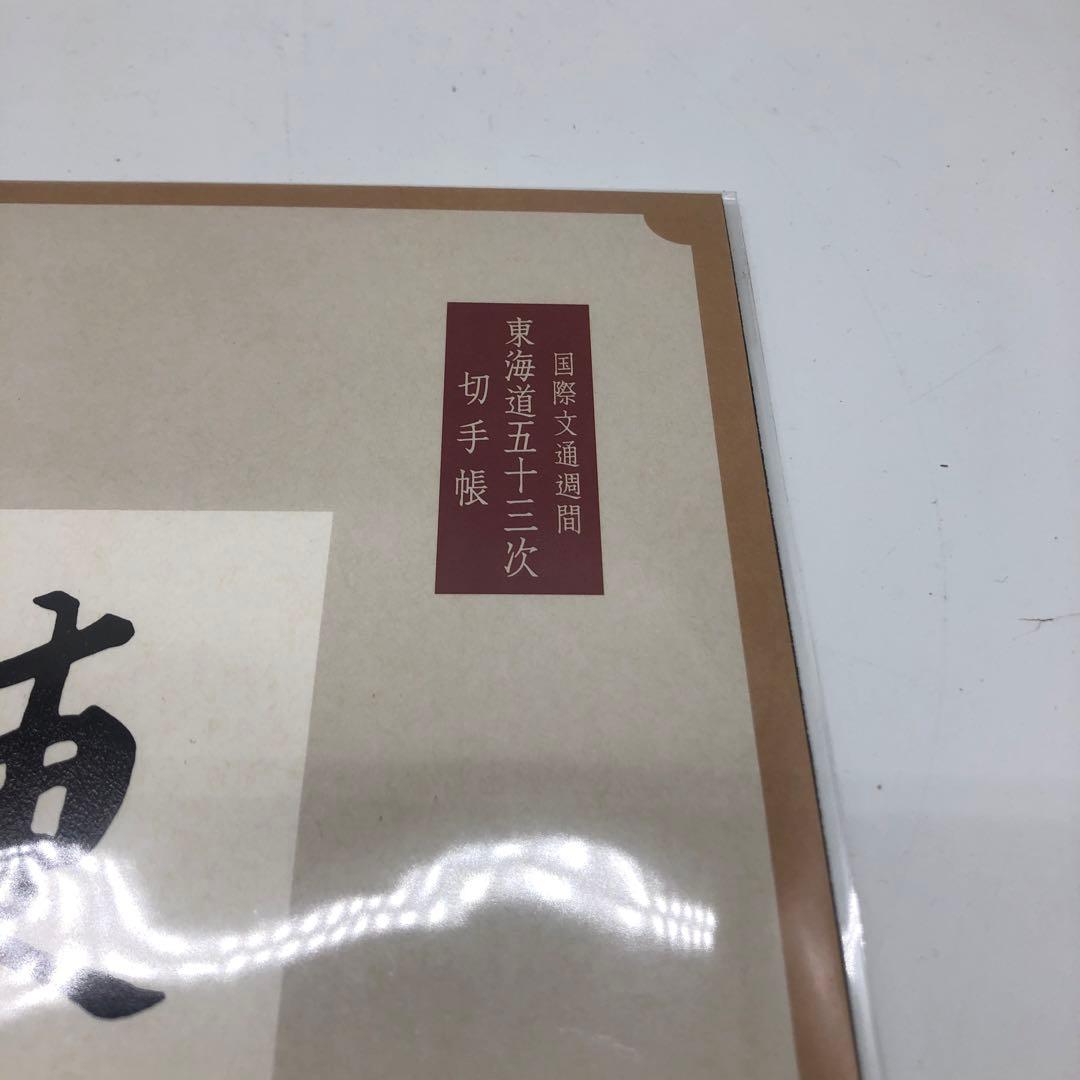 国際文通週間
東海道五十三次
切手帳